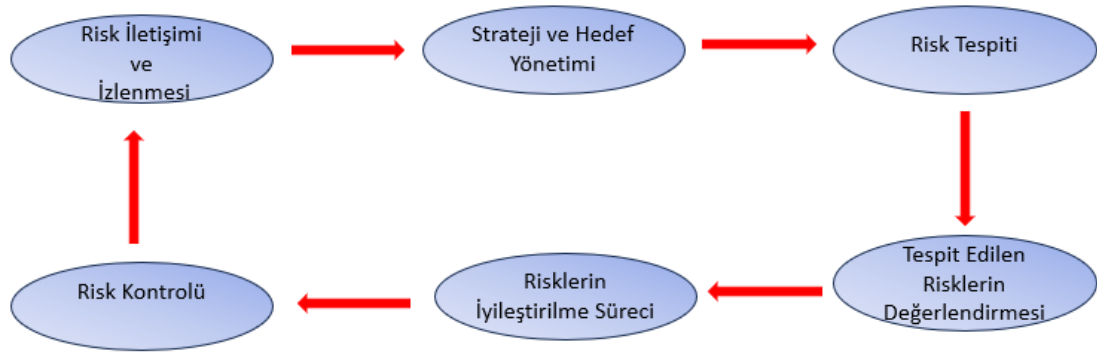 Risk İletişimi
ve
İzlenmesi
Strateji ve Hedef
Yönetimi
Risk Tespiti
Tespit Edilen
Risklerin
Değerlendirmesi
Risklerin
İyileştirilme Süreci
Risk Kontrolü